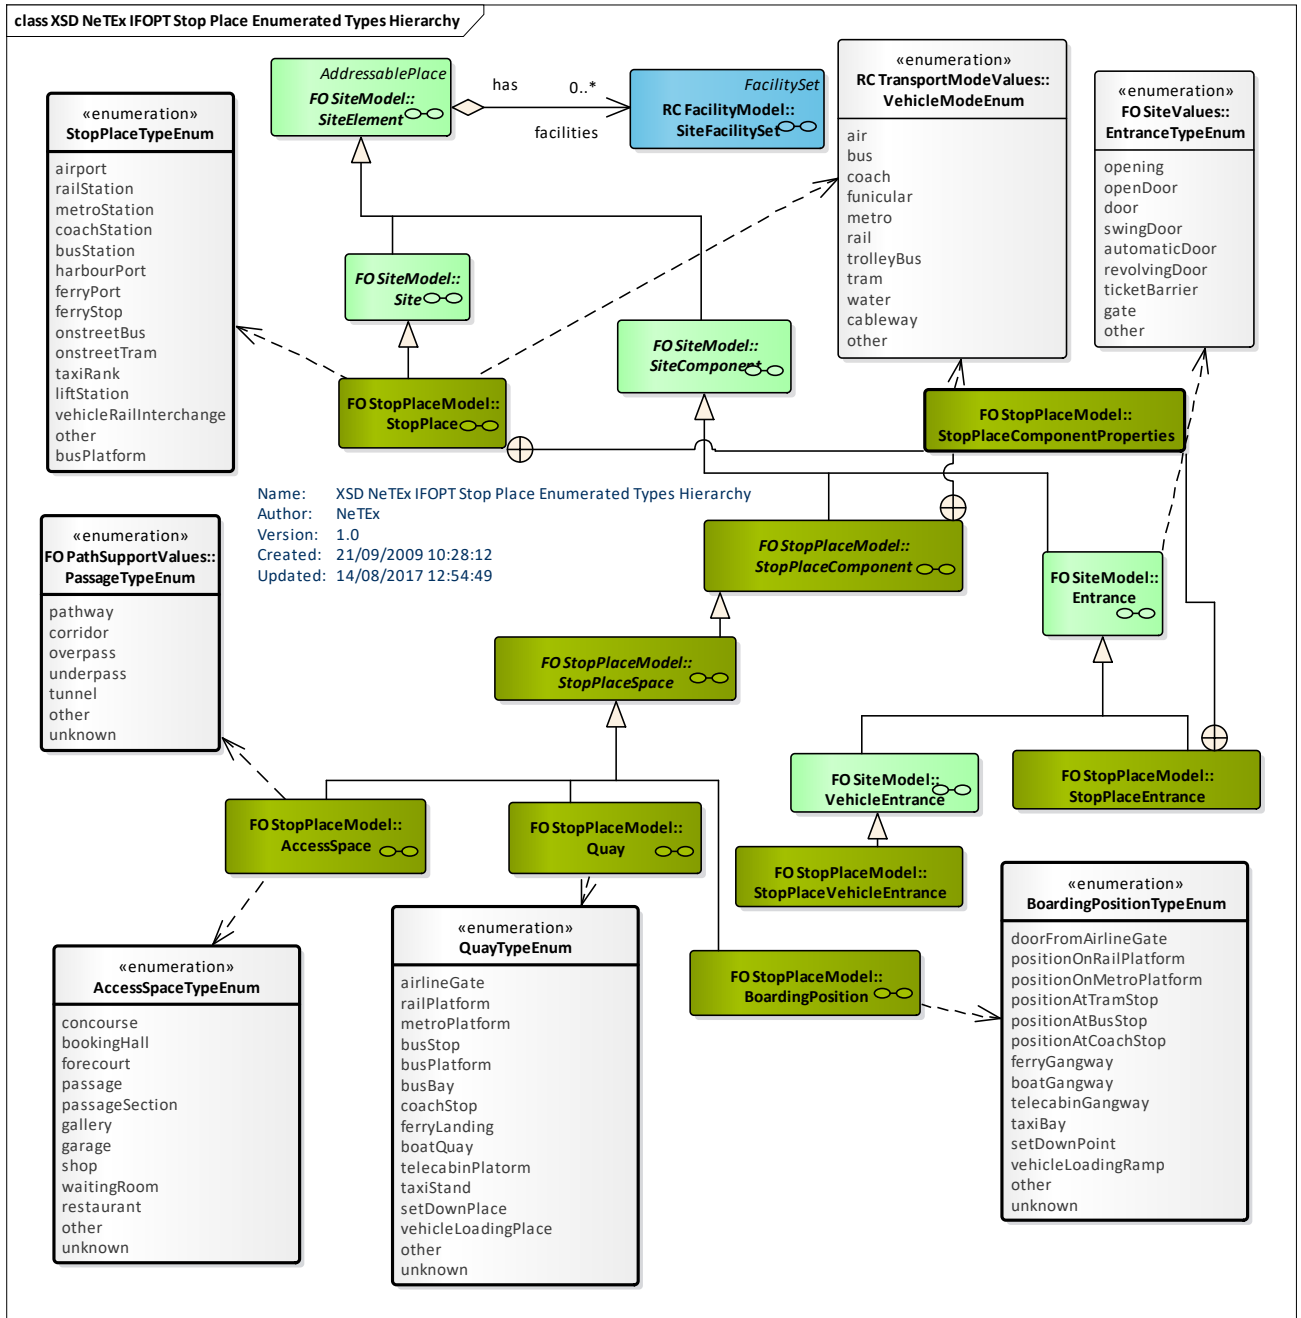 class XSD NeTEx IFOPT Stop Place Enumerated Types Hierarchy
«enumeration»
StopPlaceTypeEnum
airport
railStation
metroStation
coachStation
busStation
harbourPort
ferryPort
ferryStop
onstreetBus
onstreetTram
taxiRank
liftStation
vehicleRailInterchange
other
busPlatform
AddressablePlace
FO SiteModel::
SiteElement
has
0..*
facilities
FacilitySet
RC FacilityModel::
SiteFacilitySet
«enumeration»
RC TransportModeValues::
VehicleModeEnum
air
bus
coach
funicular
metro
rail
trolleyBus
tram
water
cableway
other
«enumeration»
FO SiteValues::
EntranceTypeEnum
opening
openDoor
door
swingDoor
automaticDoor
revolvingDoor
ticketBarrier
gate
other
FO SiteModel::
Site
FO SiteModel::
SiteComponent
FO StopPlaceModel::
StopPlace
FO StopPlaceModel::
StopPlaceComponentProperties
Name: XSD NeTEx IFOPT Stop Place Enumerated Types Hierarchy
Author: NeTEx
Version: 1.0
Created: 21/09/2009 10:28:12
Updated: 14/08/2017 12:54:49
«enumeration»
FO PathSupportValues::
PassageTypeEnum
pathway
corridor
overpass
underpass
tunnel
other
unknown
FO StopPlaceModel::
StopPlaceComponent
FO SiteModel::
Entrance
FO StopPlaceModel::
StopPlaceSpace
FO SiteModel::
VehicleEntrance
FO StopPlaceModel::
StopPlaceEntrance
FO StopPlaceModel::
AccessSpace
FO StopPlaceModel::
Quay
FO StopPlaceModel::
StopPlaceVehicleEntrance
«enumeration»
AccessSpaceTypeEnum
concourse
bookingHall
forecourt
passage
passageSection
gallery
garage
shop
waitingRoom
restaurant
other
unknown
«enumeration»
QuayTypeEnum
airlineGate
railPlatform
metroPlatform
busStop
busPlatform
busBay
coachStop
ferryLanding
boatQuay
telecabinPlatorm
taxiStand
setDownPlace
vehicleLoadingPlace
other
unknown
FO StopPlaceModel::
BoardingPosition
«enumeration»
BoardingPositionTypeEnum
doorFromAirlineGate
positionOnRailPlatform
positionOnMetroPlatform
positionAtTramStop
positionAtBusStop
positionAtCoachStop
ferryGangway
boatGangway
telecabinGangway
taxiBay
setDownPoint
vehicleLoadingRamp
other
unknown